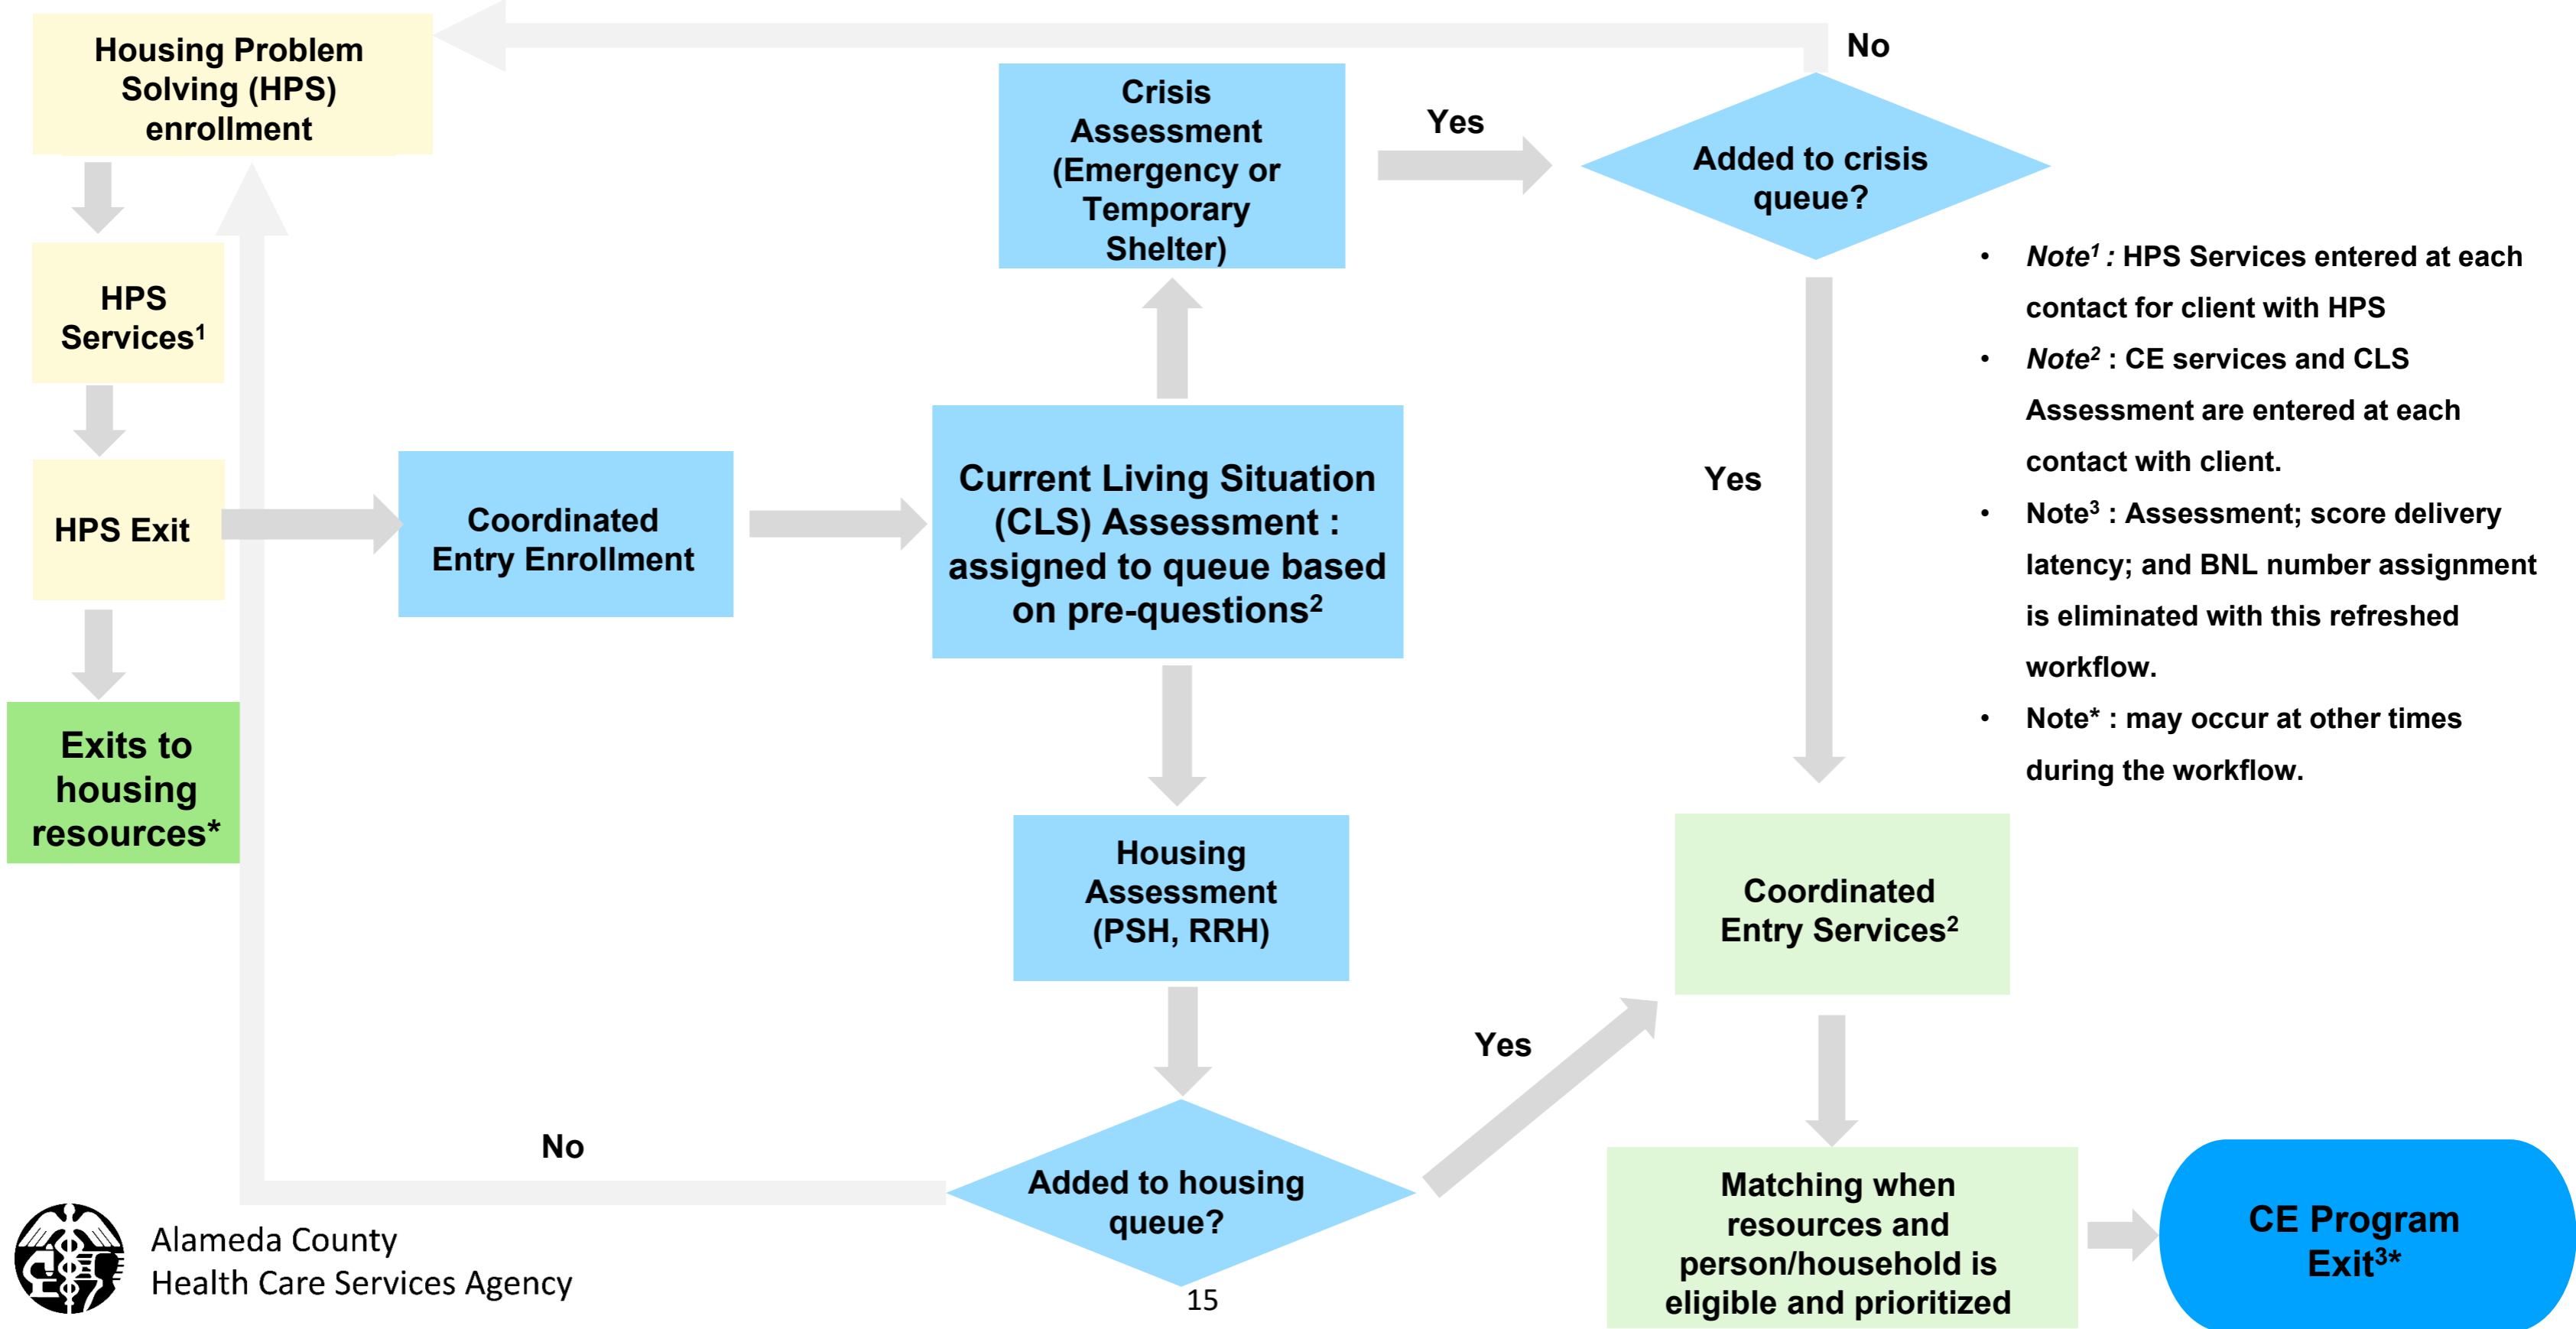 Housing Problem
Solving (HPS)
enrollment
HPS
Services¹
HPS Exit
Exits to
housing
resources*
Coordinated
Entry Enrollment
Crisis
Assessment
(Emergency or
Temporary
Shelter)
Yes
Added to crisis
queue?
No
Current Living Situation
(CLS) Assessment :
assigned to queue based
on pre-questions²
Yes
Housing
Assessment
(PSH, RRH)
Added to housing
queue?
No
Yes
Coordinated
Entry Services²
Matching when
resources and
person/household is
eligible and prioritized
CE Program
Exit³*
• Note¹ : HPS Services entered at each
contact for client with HPS
• Note² : CE services and CLS
Assessment are entered at each
contact with client.
• Note³ : Assessment; score delivery
latency; and BNL number assignment
is eliminated with this refreshed
workflow.
• Note* : may occur at other times
during the workflow.
Alameda County
Health Care Services Agency
15